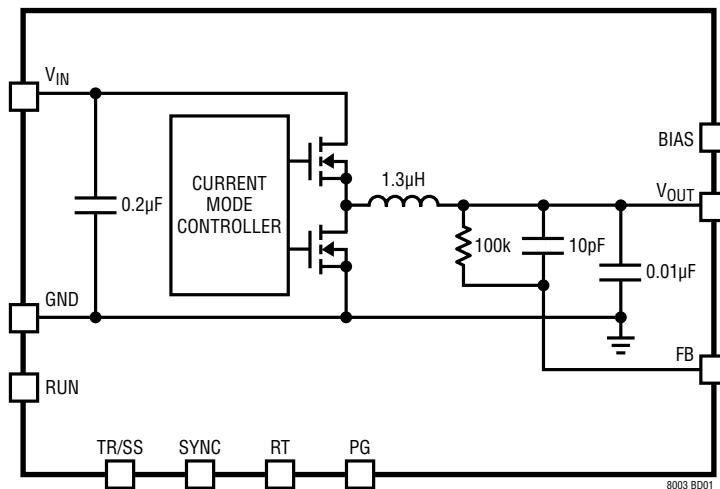 V_IN
BIAS
1.3µH
V_OUT
CURRENT
MODE
CONTROLLER
0.2µF
100k
10pF
0.01µF
GND
FB
RUN
TR/SS
SYNC
RT
PG
8003 BD01